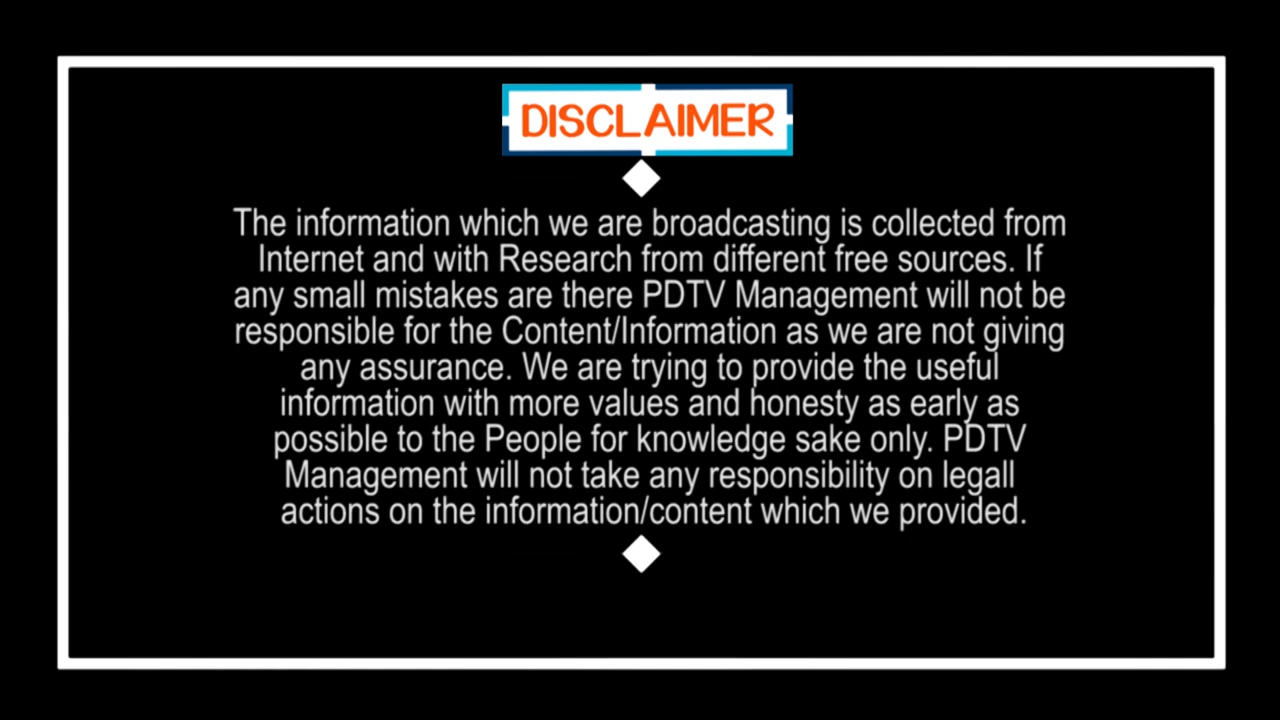 DISCLAIMER
The information which we are broadcasting is collected from
Internet and with Research from different free sources. If
any small mistakes are there PDTV Management will not be
responsible for the Content/Information as we are not giving
any assurance. We are trying to provide the useful
information with more values and honesty as early as
possible to the People for knowledge sake only. PDTV
Management will not take any responsibility on legall
actions on the information/content which we provided.